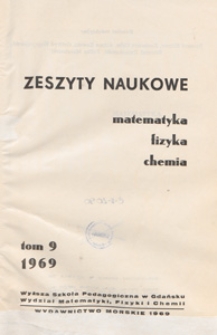 ZESZYTY NAUKOWE
matematyka
fizyka
chemia
tom 9
1969
Wyższa Szkoła Pedagogiczna w Gdańsku
Wydział Matematyki, Fizyki i Chemii
WYDAWNICTWO MORSKIE 1969